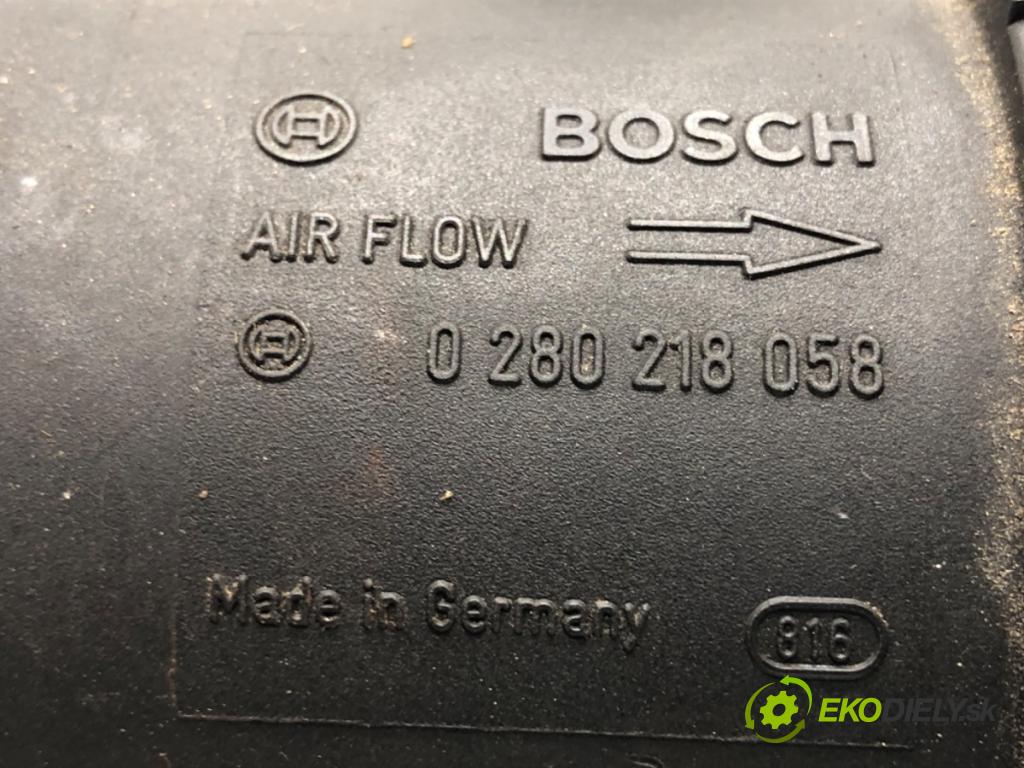 BOSCH
AIR FLOW
0 280 218 058
Made in Germany
816
EKODIELY.sk